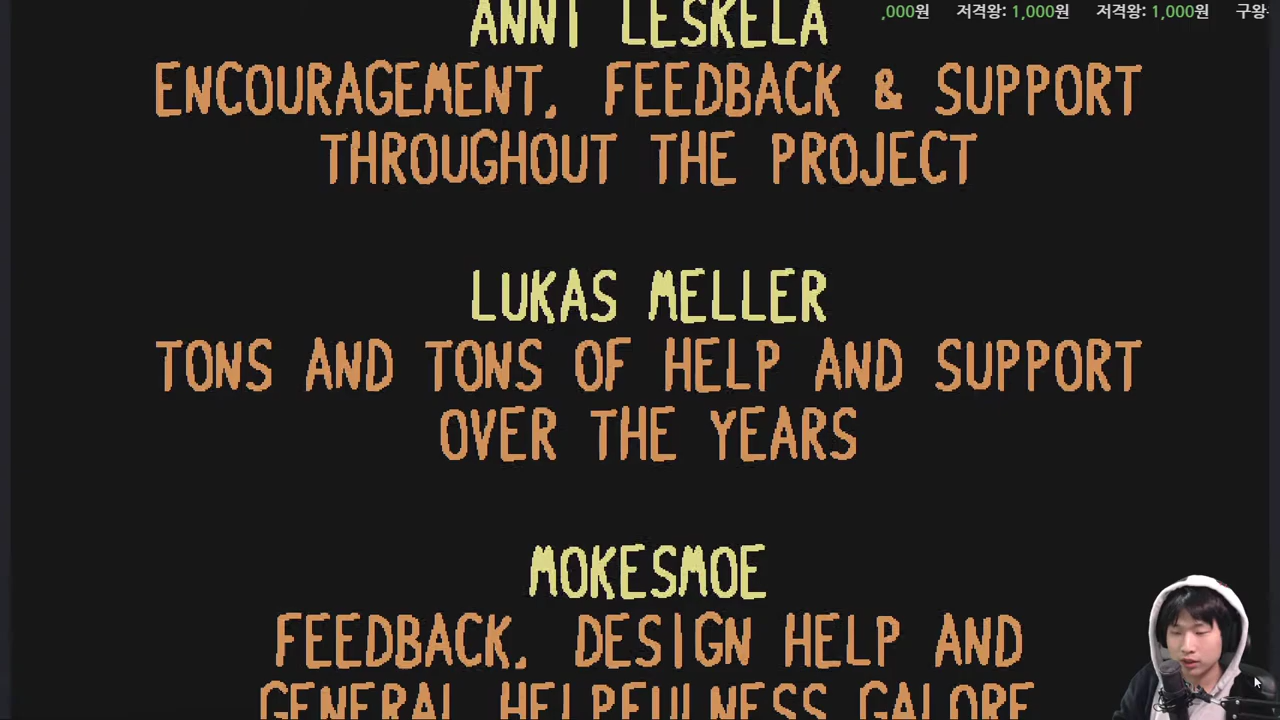 ,000원 저격왕: 1,000원 저격왕: 1,000원 구왕
ANNI LESKELA
ENCOURAGEMENT, FEEDBACK & SUPPORT
THROUGHOUT THE PROJECT
LUKAS MELLER
TONS AND TONS OF HELP AND SUPPORT
OVER THE YEARS
MOKESMOE
FEEDBACK, DESIGN HELP AND
GENERAL HELPFULNESS GALORE